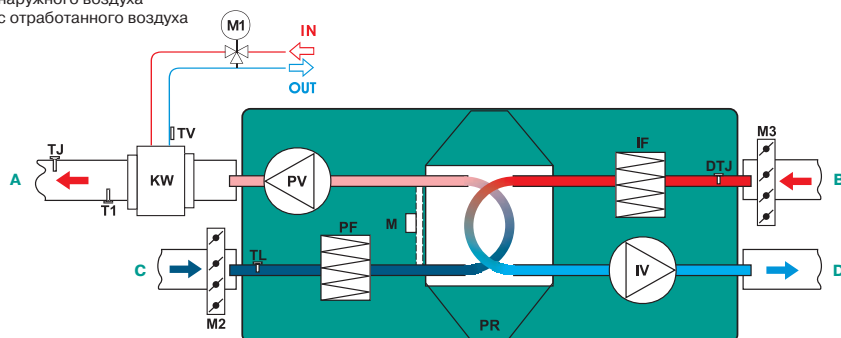 наружного воздуха
с отработанного воздуха
M1
IN
OUT
TJ
TV
A
KW
T1
PV
IF
DTJ
M3
B
M
PF
TL
C
M2
IV
D
PR